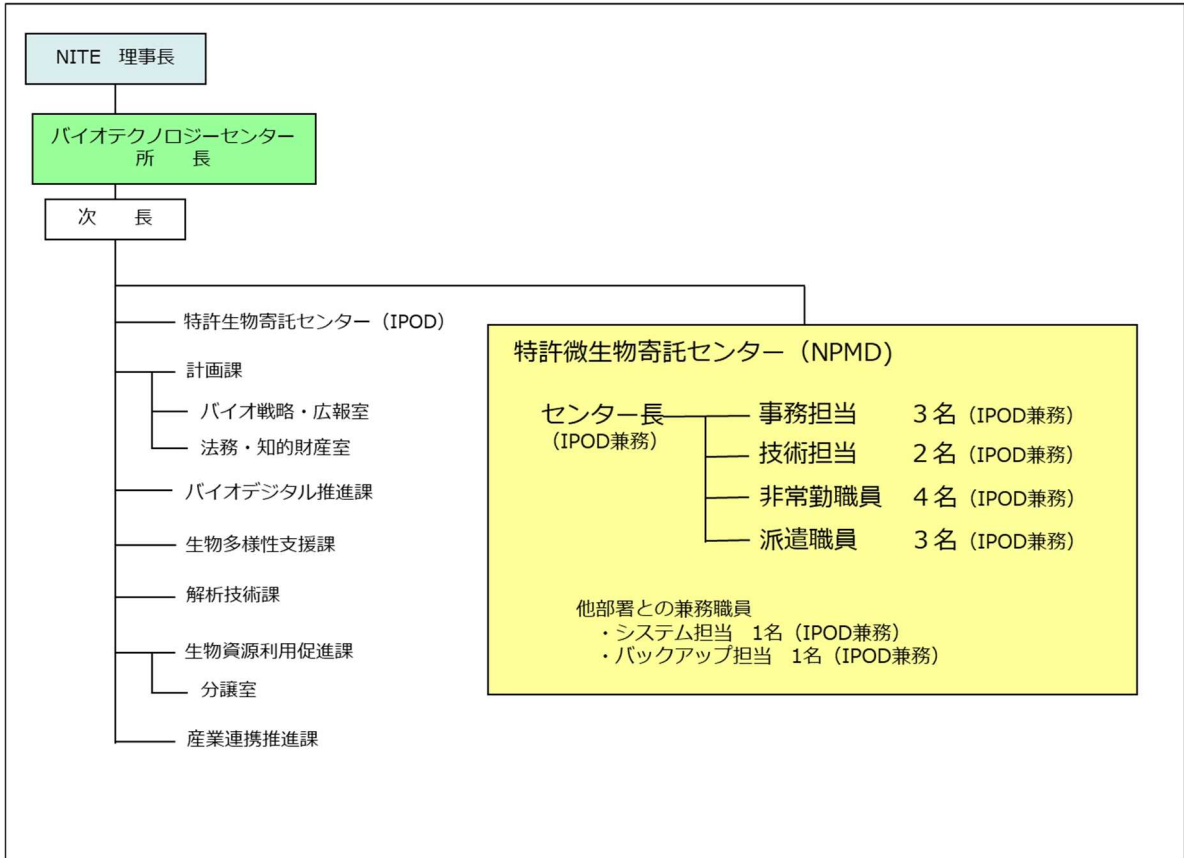 NITE　理事長
バイオテクノロジーセンター
所　　長
次　　長
特許生物寄託センター（IPOD）
計画課
バイオ戦略・広報室
法務・知的財産室
バイオデジタル推進課
生物多様性支援課
解析技術課
生物資源利用促進課
分譲室
産業連携推進課
特許微生物寄託センター（NPMD)
センター長
（IPOD兼務）
事務担当　　３名（IPOD兼務）
技術担当　　２名（IPOD兼務）
非常勤職員　４名（IPOD兼務）
派遣職員　　３名（IPOD兼務）
他部署との兼務職員
・システム担当　1名（IPOD兼務）
・バックアップ担当　1名（IPOD兼務）